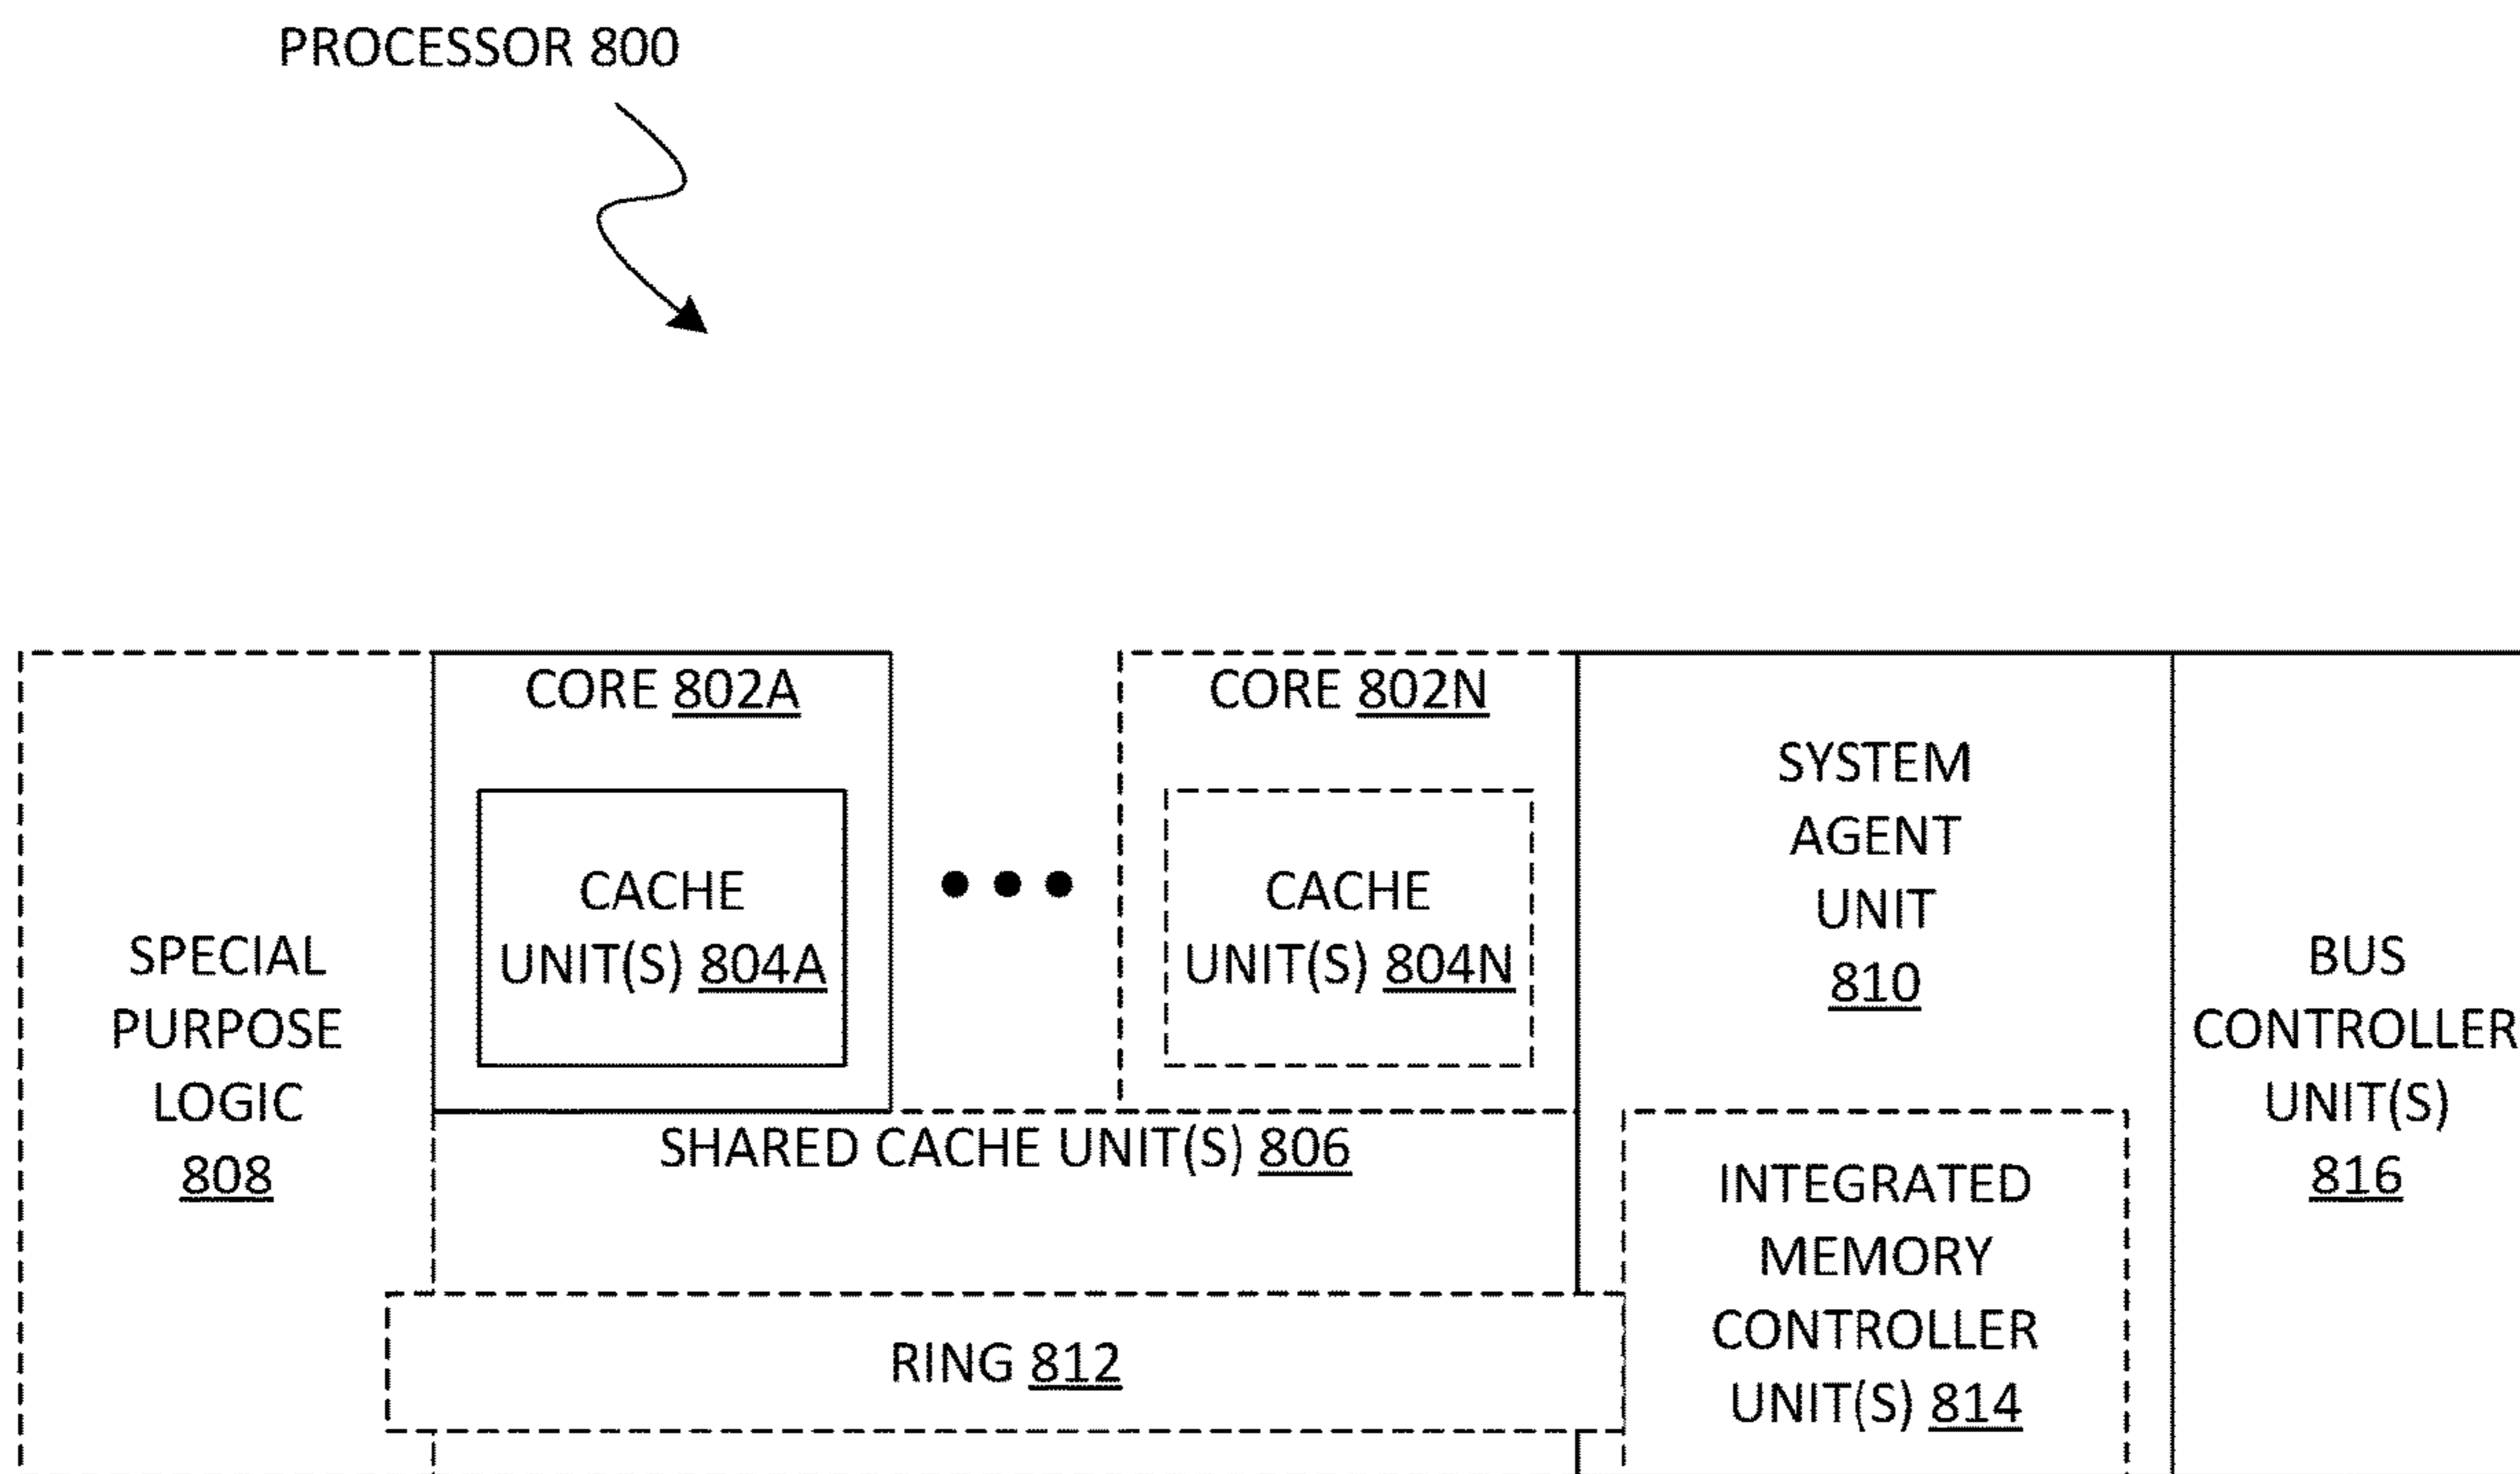 PROCESSOR 800
SPECIAL
PURPOSE
LOGIC
808
CORE 802A
CACHE
UNIT(S) 804A
CORE 802N
CACHE
UNIT(S) 804N
SHARED CACHE UNIT(S) 806
RING 812
SYSTEM
AGENT
UNIT
810
INTEGRATED
MEMORY
CONTROLLER
UNIT(S) 814
BUS
CONTROLLER
UNIT(S)
816